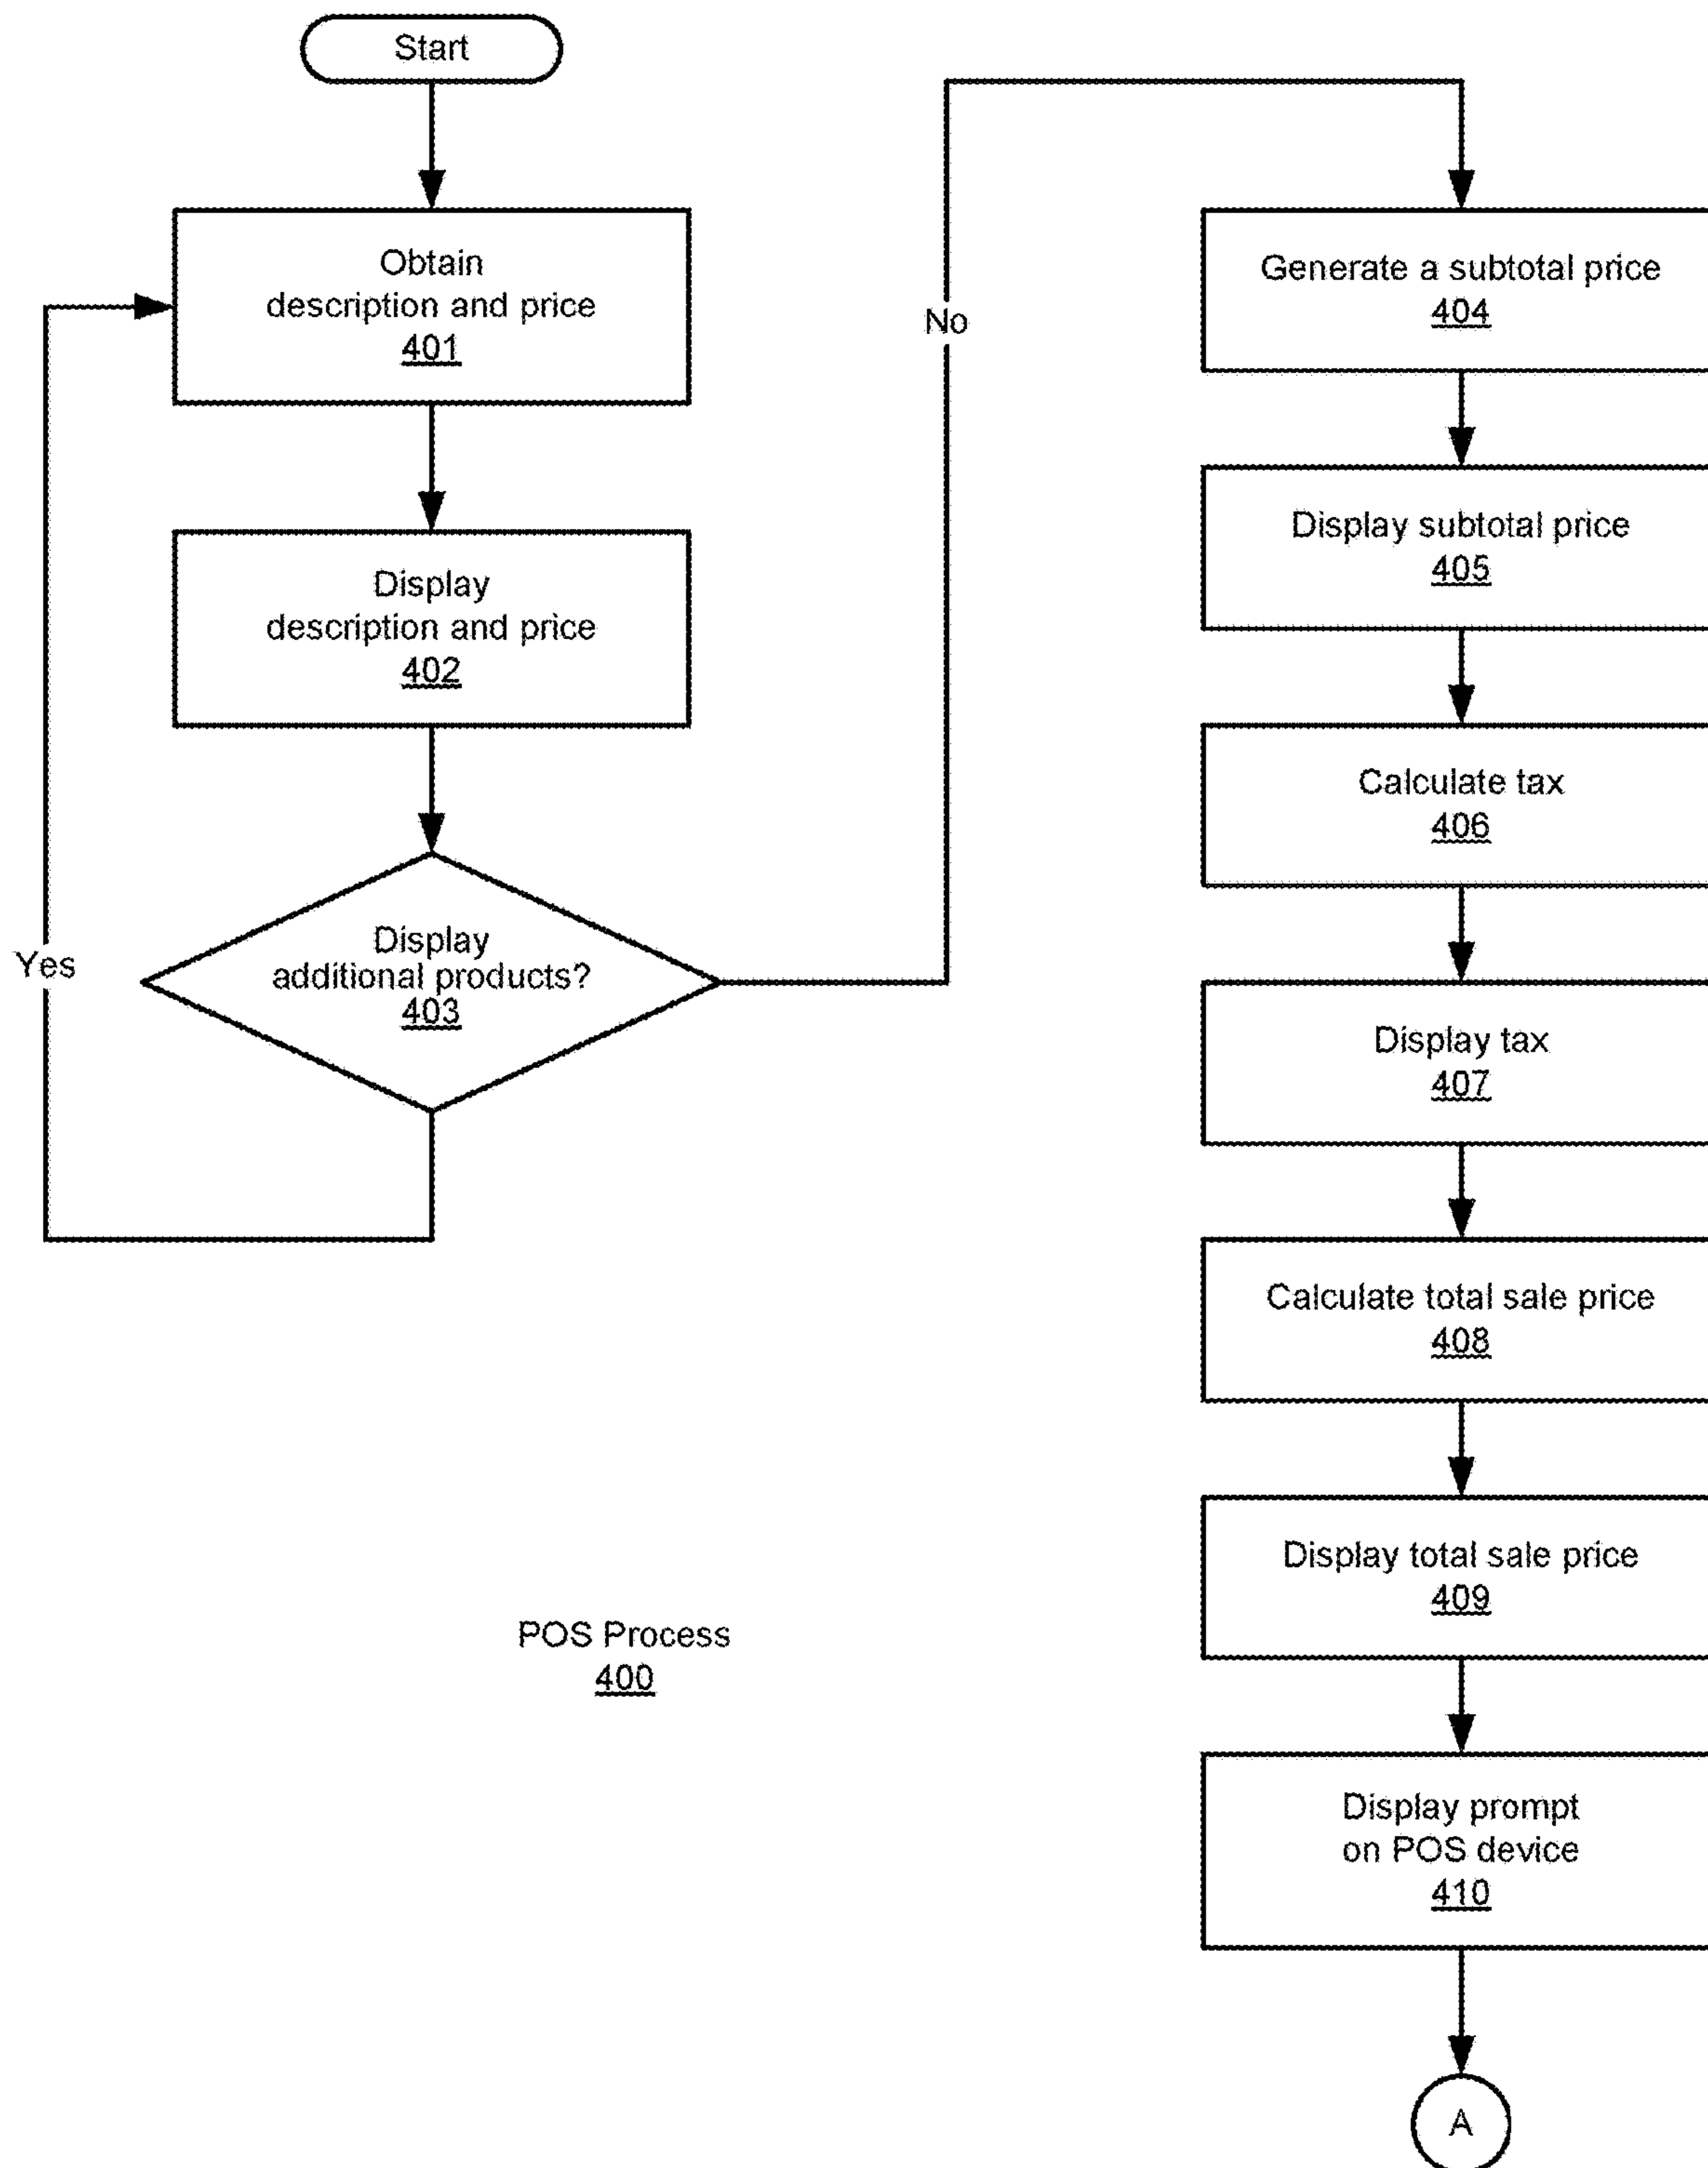 Start
Obtain
description and price
401
Display
description and price
402
Display
additional products?
403
Yes
No
Generate a subtotal price
404
Display subtotal price
405
Calculate tax
406
Display tax
407
Calculate total sale price
408
Display total sale price
409
Display prompt
on POS device
410
A
POS Process
400